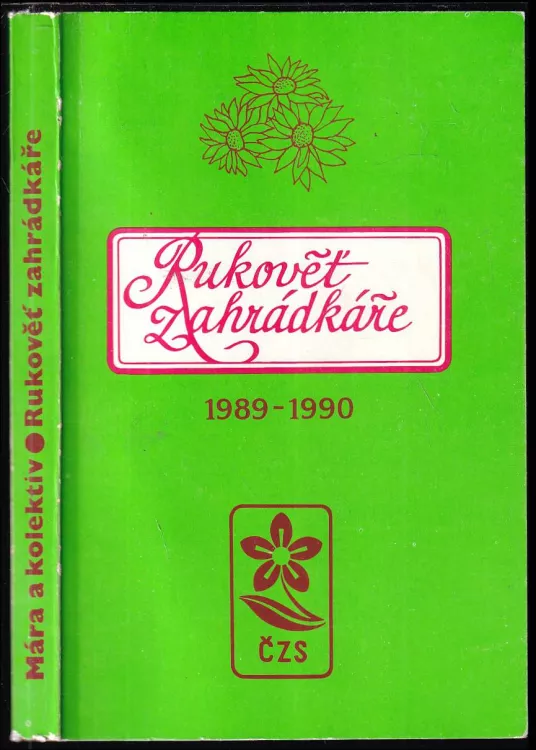 Mára a kolektiv ● Rukověť zahrádkáře
Rukověť
zahrádkáře
1989-1990
ČZS